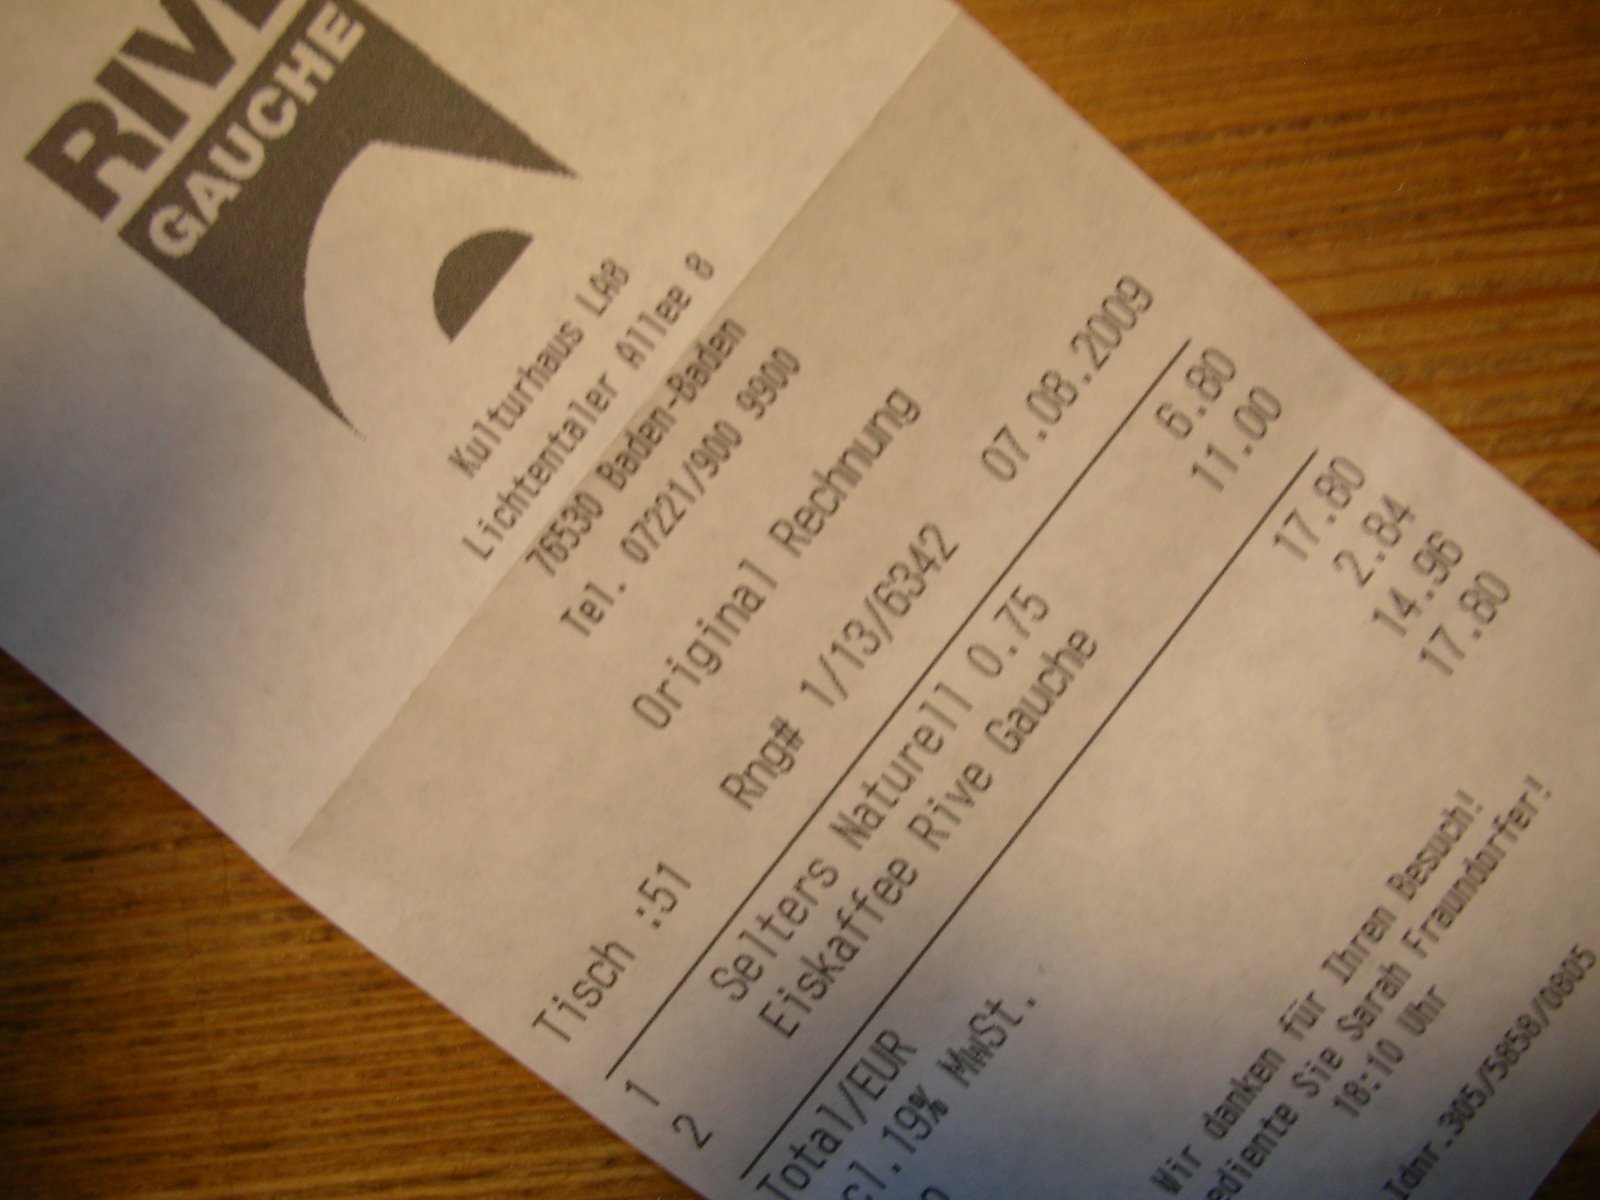 RIVE
GAUCHE
Kulturhaus LA8
Lichtentaler Allee 8
76530 Baden-Baden
Tel. 07221/900 9900
Original Rechnung
Rng# 1/13/6342 07.08.2009
Tisch :51
1 Selters Naturell 0.75 6.80
2 Eiskaffee Rive Gauche 11.00
Total/EUR 17.80
cl.19% MwSt. 2.84
14.96
17.80
Wir danken für Ihren Besuch!
ediente Sie Sarah Fraundorfer!
18:10 Uhr
Idnr.305/5858/0805